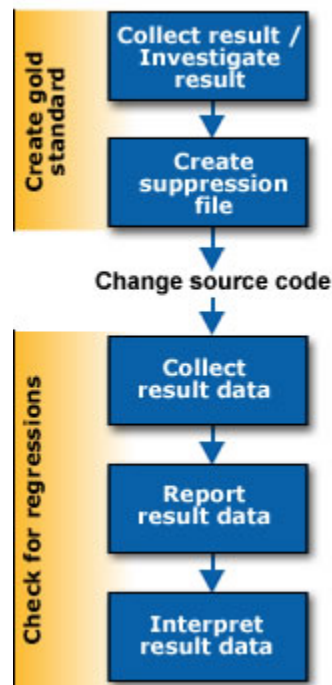 Create gold
standard
Collect result /
Investigate
result
Create
suppression
file
Change source code
Check for regressions
Collect
result data
Report
result data
Interpret
result data